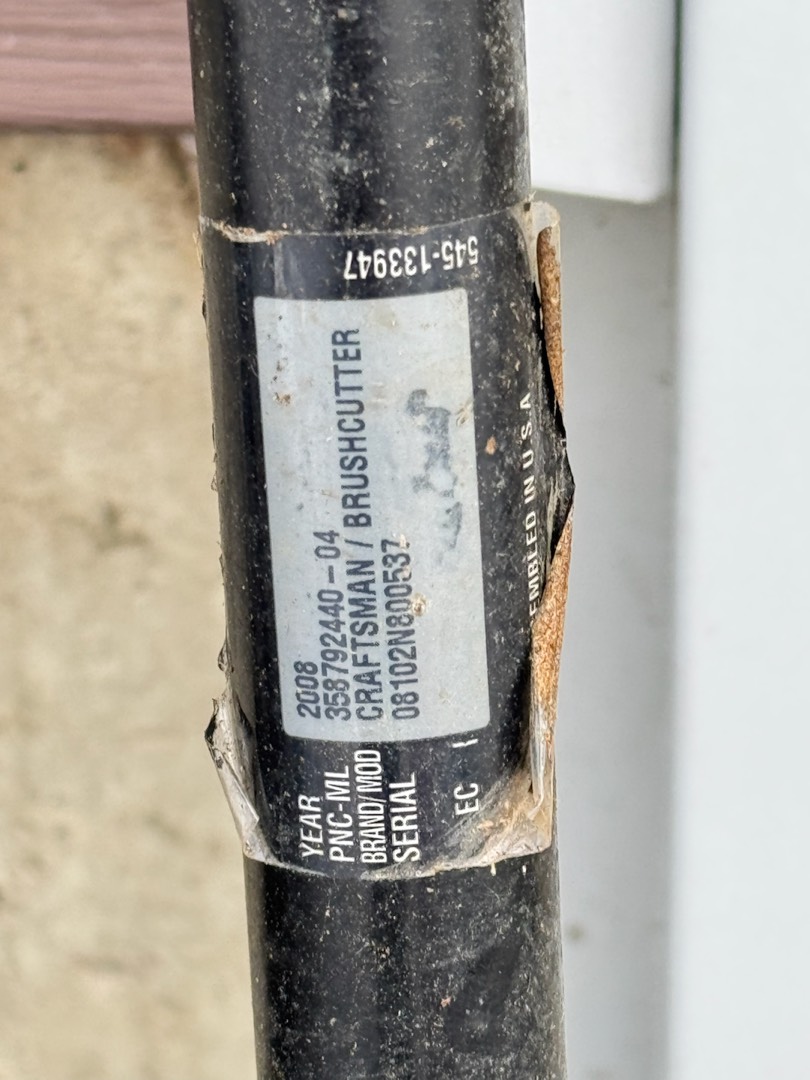 YEAR 2008
PNC-ML 358792440-04
BRAND/MOD CRAFTSMAN / BRUSHCUTTER
SERIAL 08102N800537
EC
EMBLED IN U S A
545-133947